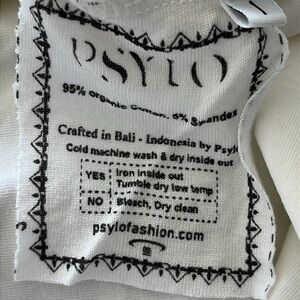 PSYLO
95% organic Cotton, 5% Spandex
Crafted in Bali - Indonesia by Psylo
Cold machine wash & dry inside out
YES Iron inside out
Tumble dry low temp
NO Bleach, Dry clean
psylofashion.com